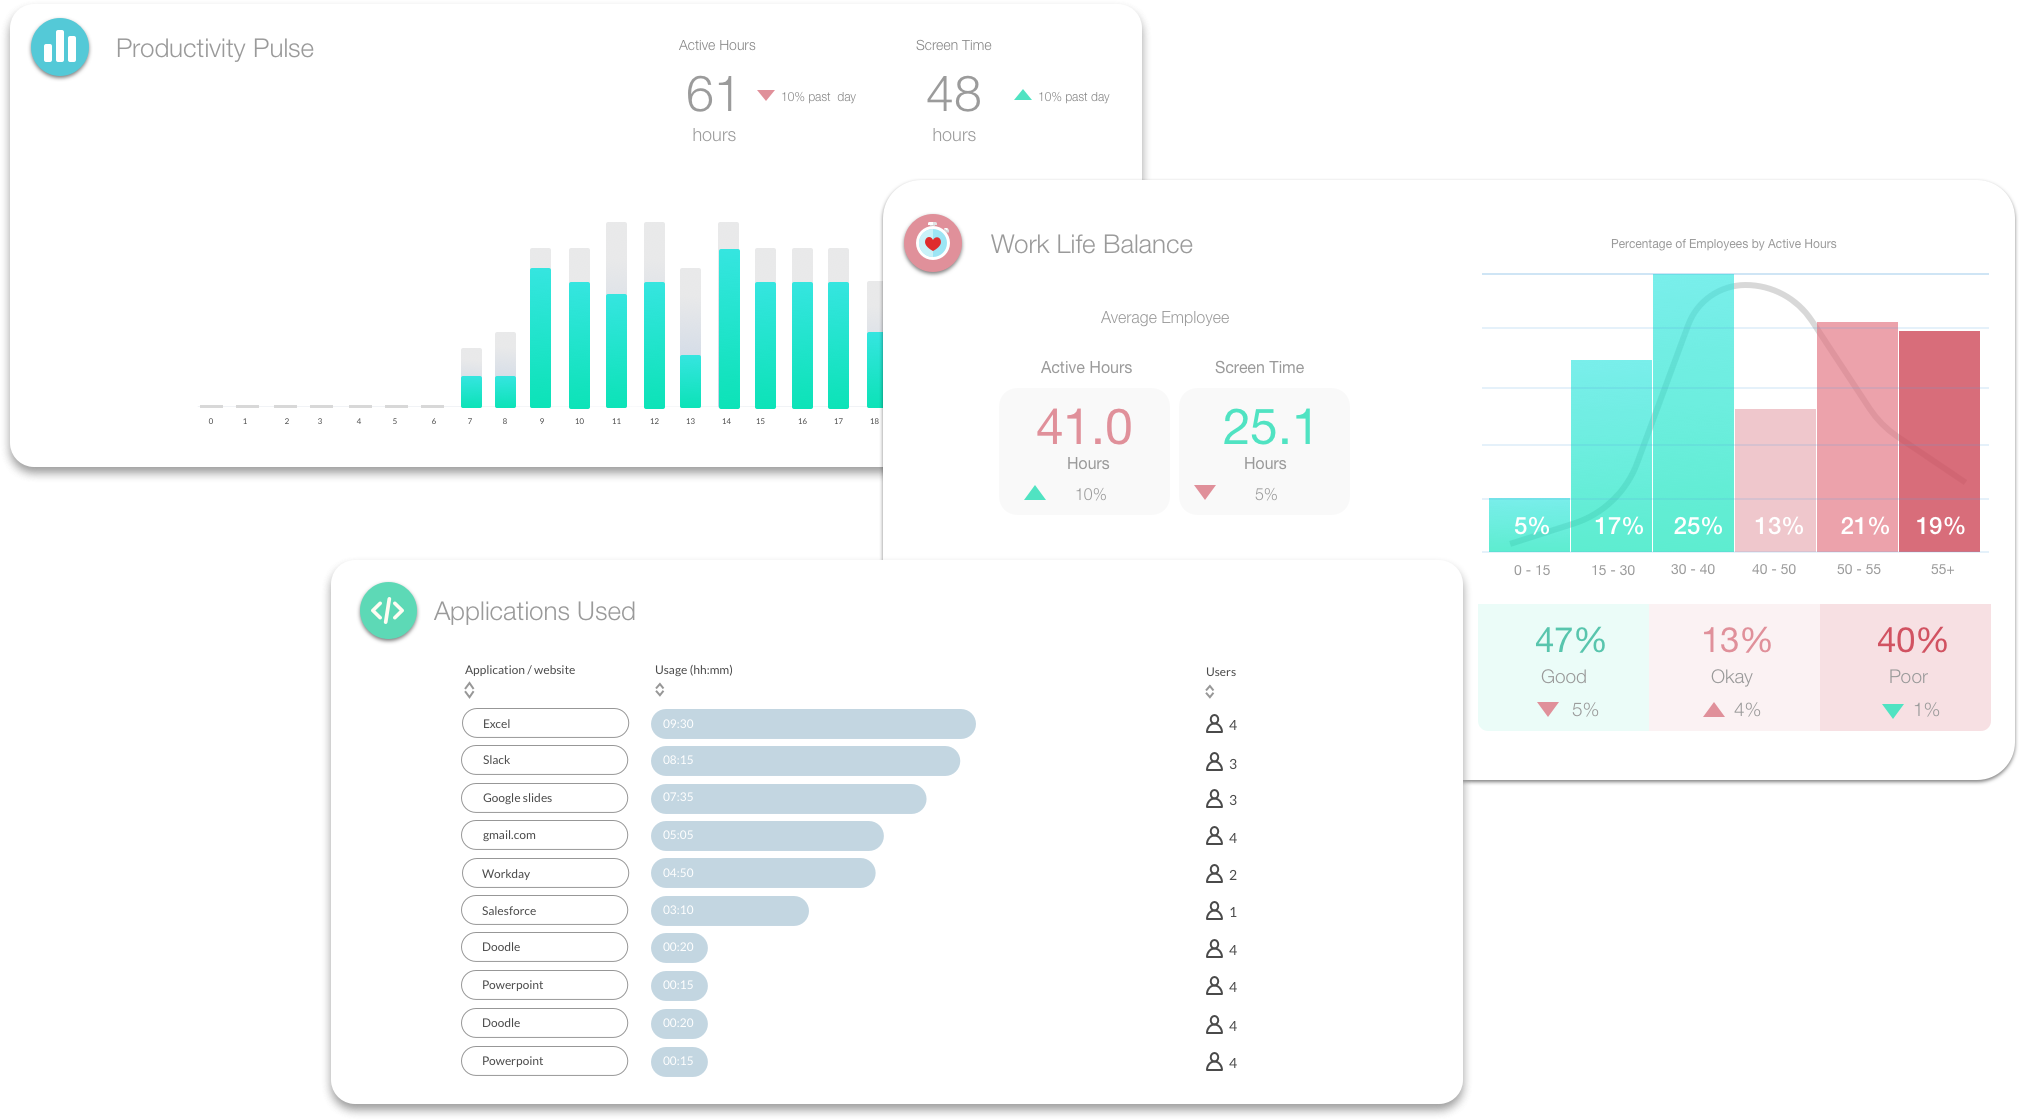 Productivity Pulse
Active Hours
61
hours
10% past day
Screen Time
48
hours
10% past day
0 1 2 3 4 5 6 7 8 9 10 11 12 13 14 15 16 17 18
Work Life Balance
Average Employee
Active Hours
41.0
Hours
10%
Screen Time
25.1
Hours
5%
Percentage of Employees by Active Hours
5% 17% 25% 13% 21% 19%
0 - 15 15 - 30 30 - 40 40 - 50 50 - 55 55+
47%
Good
5%
13%
Okay
4%
40%
Poor
1%
</> Applications Used
Application / website Usage (hh:mm) Users
Excel 09:30 4
Slack 08:15 3
Google slides 07:35 3
gmail.com 05:05 4
Workday 04:50 2
Salesforce 03:10 1
Doodle 00:20 4
Powerpoint 00:15 4
Doodle 00:20 4
Powerpoint 00:15 4